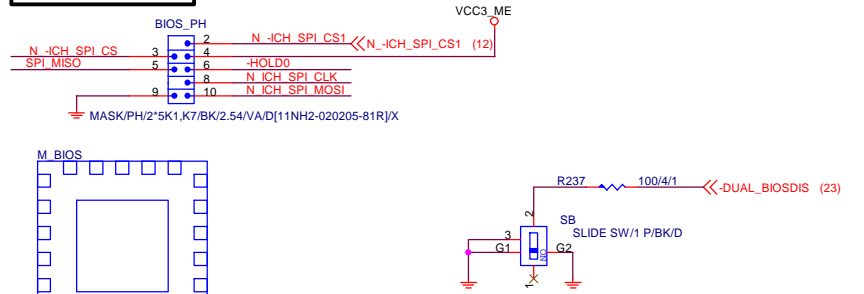 VCC3_ME
BIOS_PH
2 N_-ICH_SPI_CS1 N_-ICH_SPI_CS1 (12)
N_-ICH_SPI_CS 3 4
SPI_MISO 5 6 -HOLD0
8 N_ICH_SPI_CLK
9 10 N_ICH_SPI_MOSI
MASK/PH/2*5K1,K7/BK/2.54/VA/D[11NH2-020205-81R]/X
M_BIOS
R237 100/4/1 -DUAL_BIOSDIS (23)
2
SB
SLIDE SW/1 P/BK/D
3
G1 ON G2
1